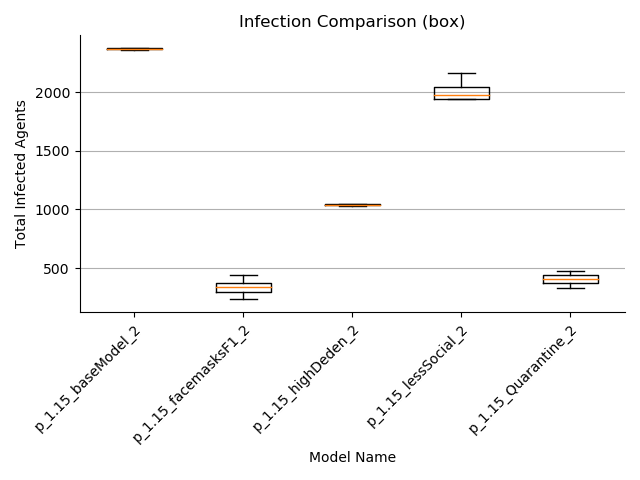 Infection Comparison (box)
Total Infected Agents
2000
1500
1000
500
p_1.15_baseModel_2
p_1.15_facemasksF1_2
p_1.15_highDeden_2
p_1.15_lessSocial_2
p_1.15_Quarantine_2
Model Name